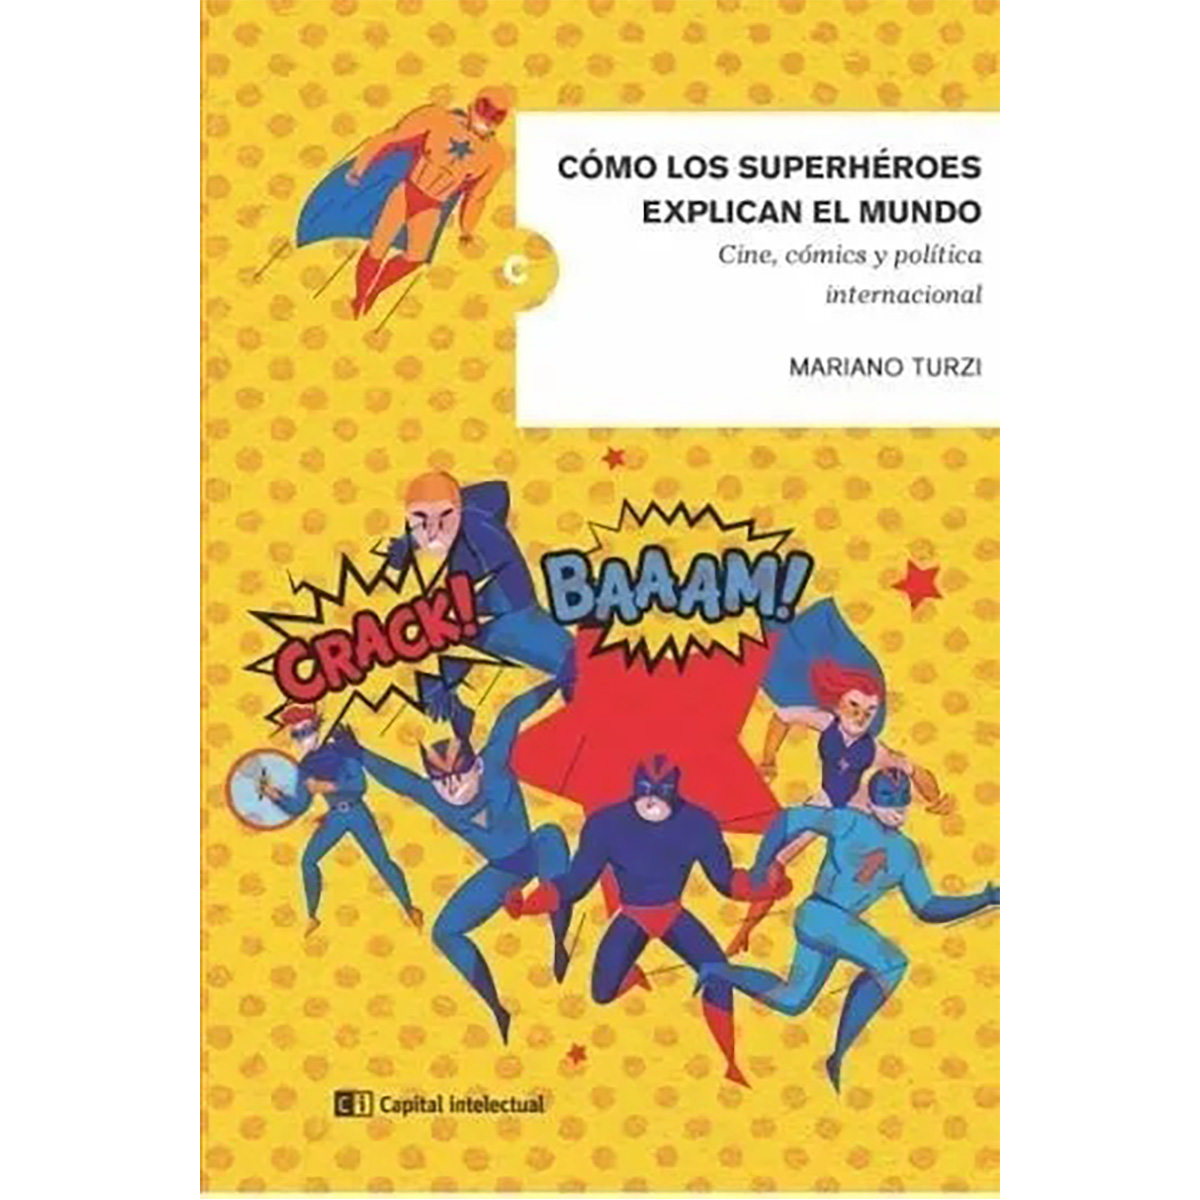 CÓMO LOS SUPERHÉROES
EXPLICAN EL MUNDO
Cine, cómics y política
internacional
C
MARIANO TURZI
BAAAM!
CRACK!
ci Capital intelectual